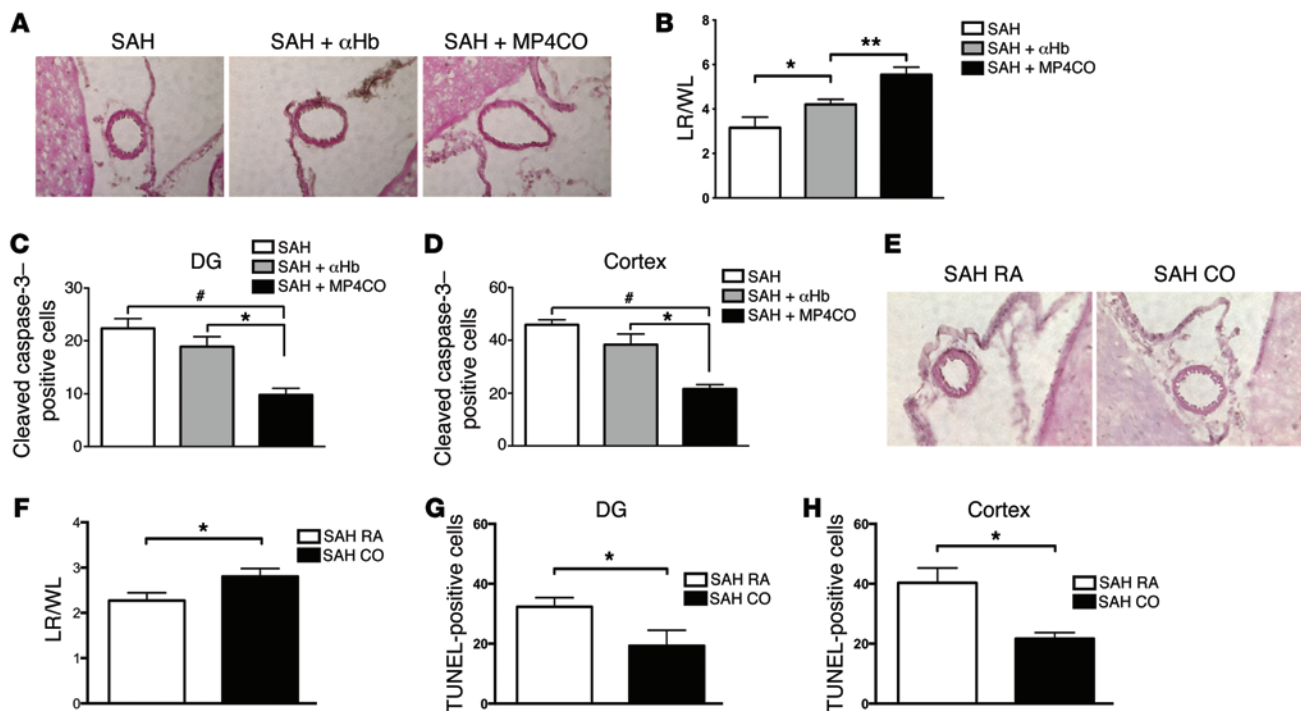 A
SAH
SAH + αHb
SAH + MP4CO
B
LR/WL
8
6
4
2
0
*
**
SAH
SAH + αHb
SAH + MP4CO
C
DG
Cleaved caspase-3–
positive cells
30
20
10
0
#
*
SAH
SAH + αHb
SAH + MP4CO
D
Cortex
Cleaved caspase-3–
positive cells
60
40
20
0
#
*
SAH
SAH + αHb
SAH + MP4CO
E
SAH RA
SAH CO
F
LR/WL
4
3
2
1
0
*
SAH RA
SAH CO
G
DG
TUNEL-positive cells
60
40
20
0
*
SAH RA
SAH CO
H
Cortex
TUNEL-positive cells
60
40
20
0
*
SAH RA
SAH CO